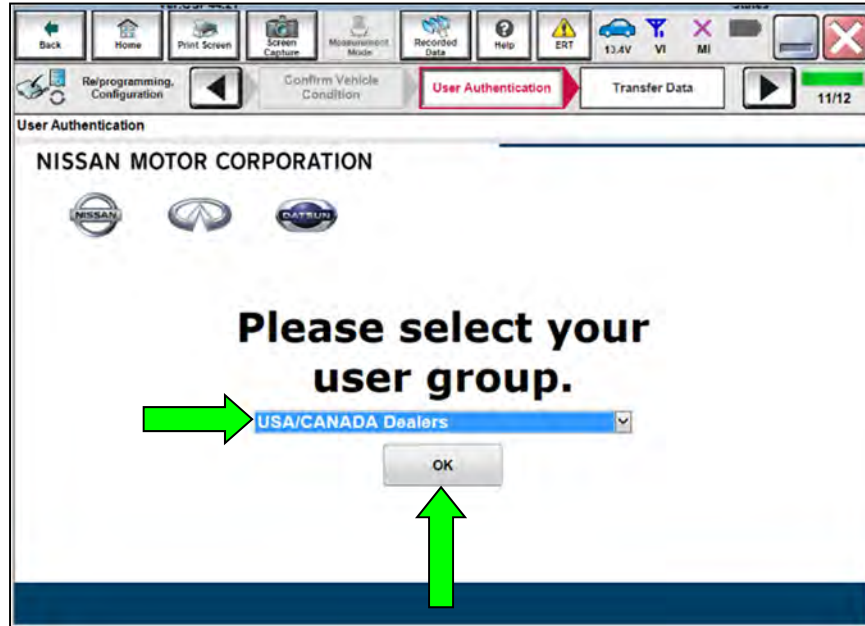 Back
Home
Print Screen
Screen
Capture
Measurement
Mode
Recorded
Data
Help
ERT
13.4V
VI
MI
Re/programming,
Configuration
Confirm Vehicle
Condition
User Authentication
Transfer Data
11/12
User Authentication
NISSAN MOTOR CORPORATION
NISSAN
DATSUN
Please select your
user group.
USA/CANADA Dealers
OK